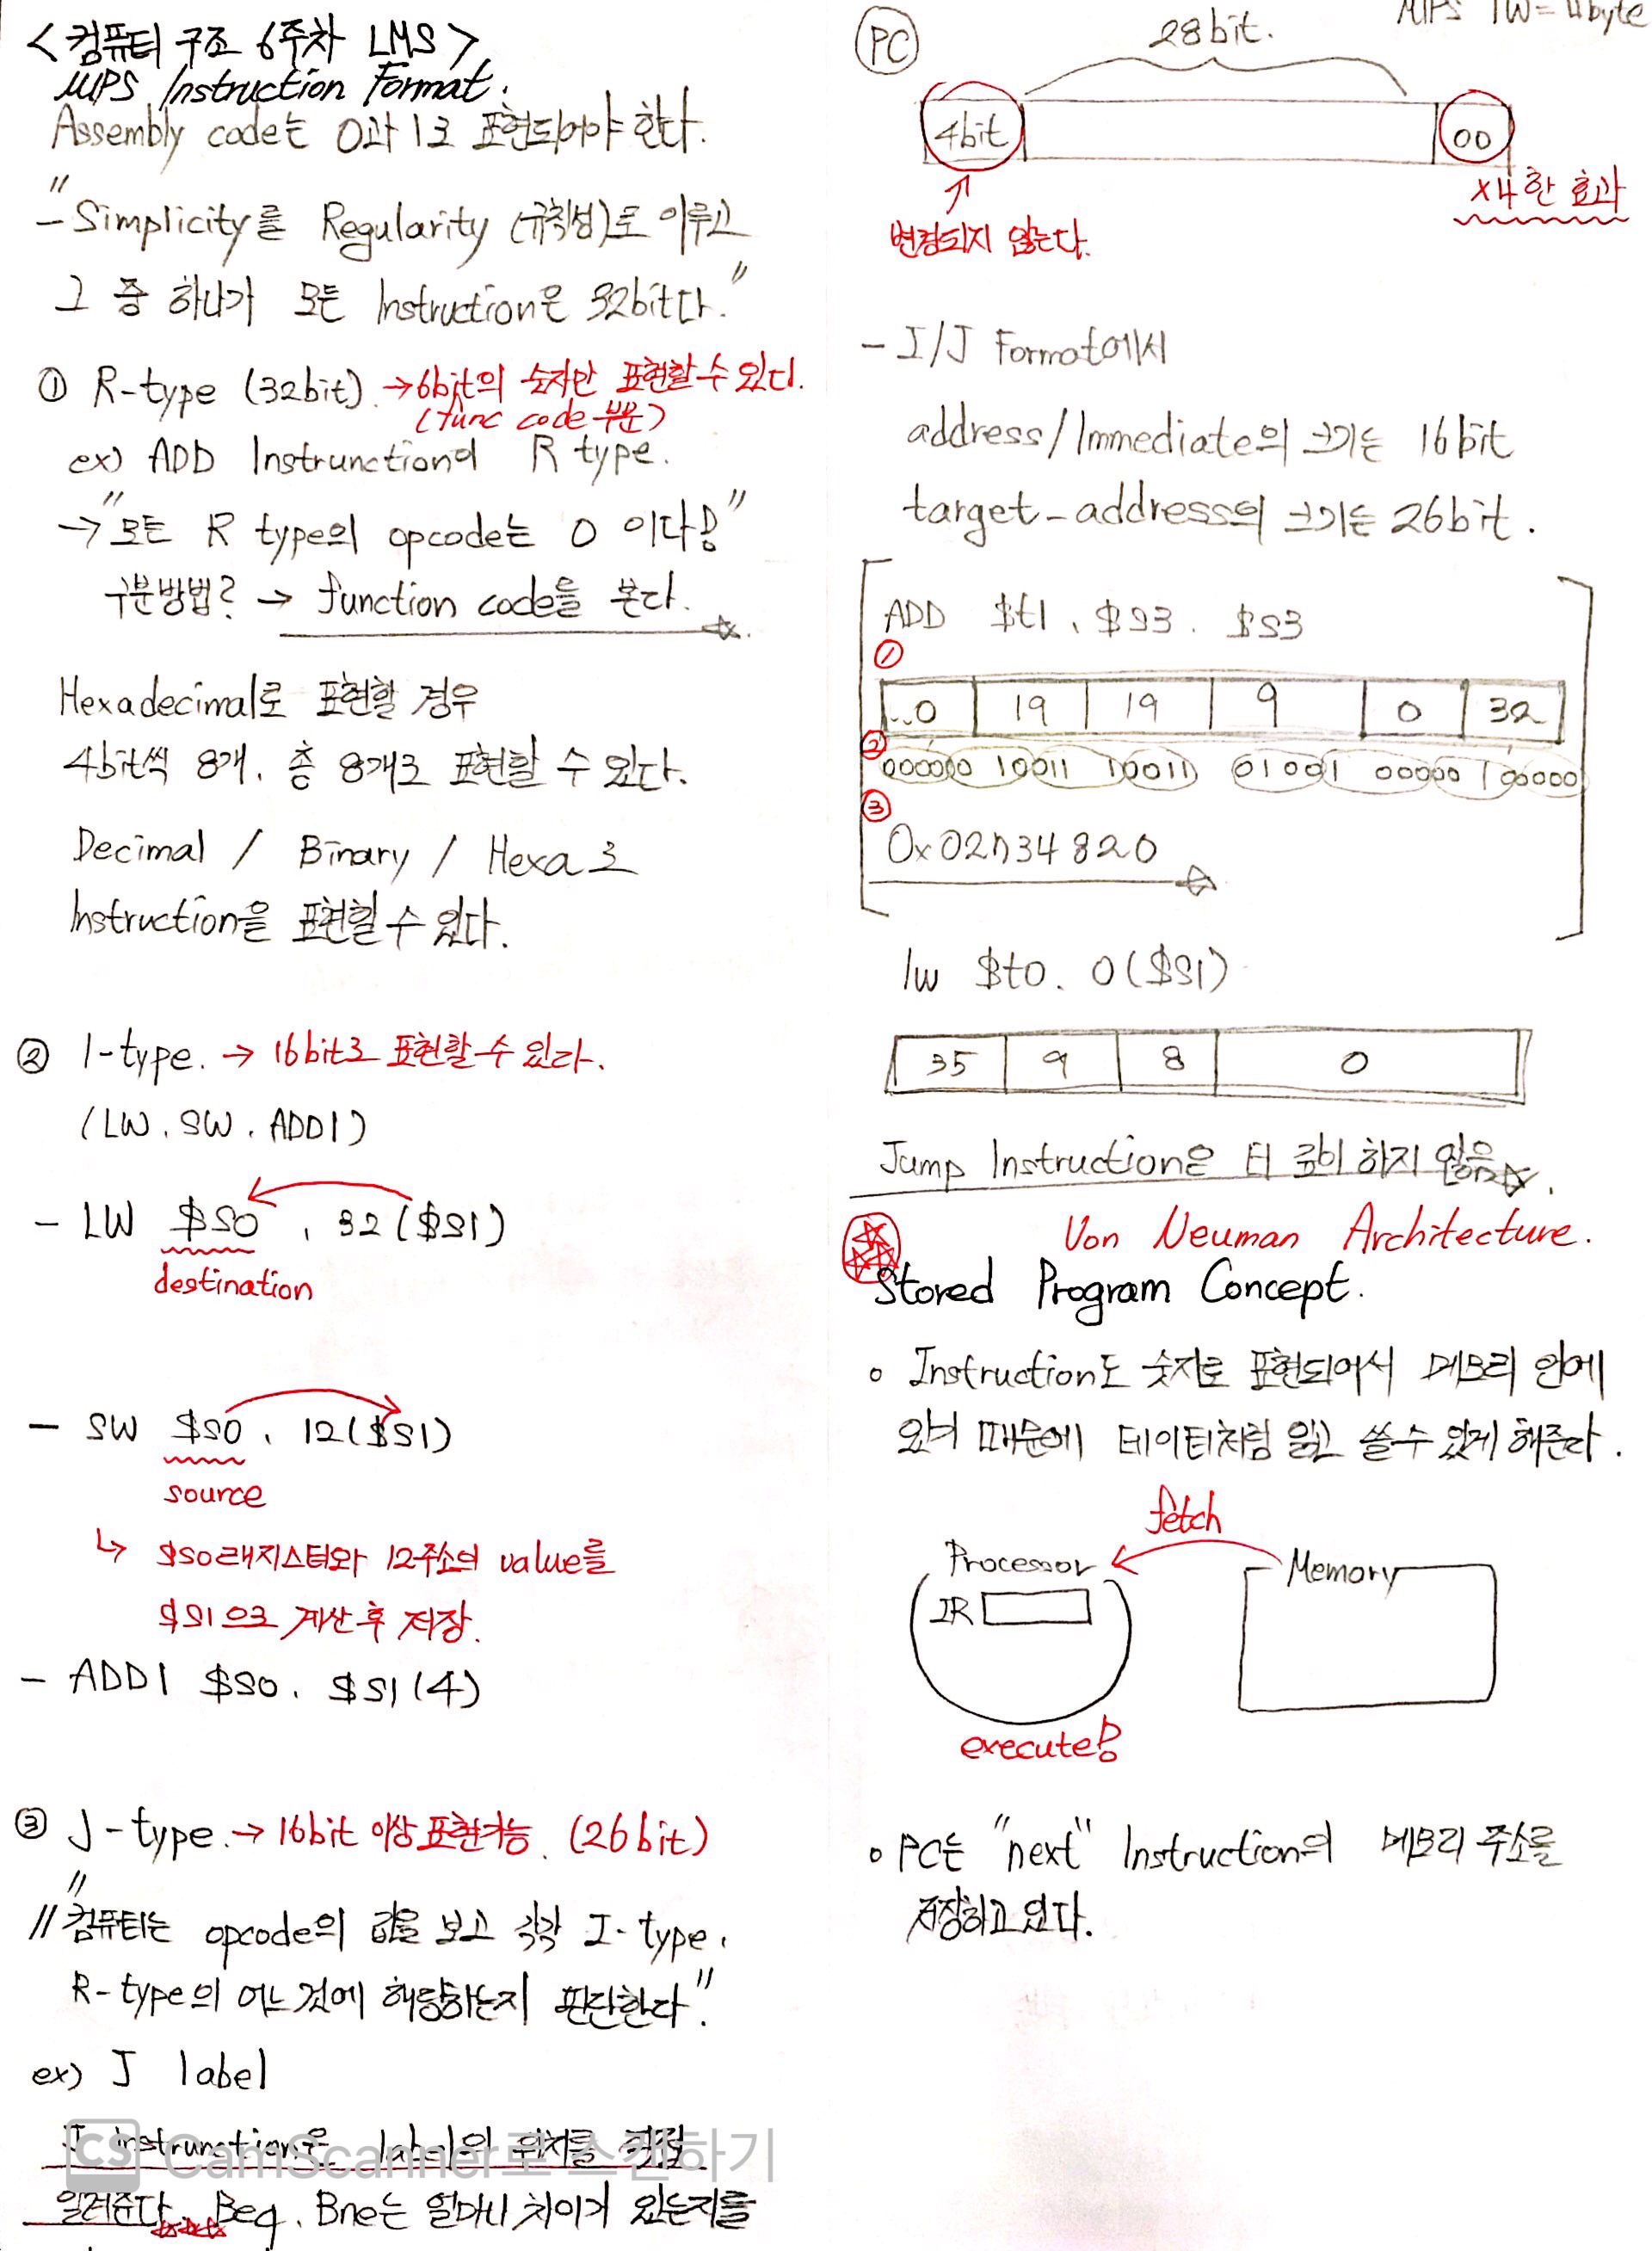 <컴퓨터 구조 6주차 LMS>
MIPS Instruction Format.
Assembly code는 0과 1로 표현되어야 한다.
"
- Simplicity를 Regularity (규칙성)로 이루고
그 중 하나가 모든 Instruction은 32bit다."
① R-type (32bit). → 6bit의 숫자만 표현할 수 있다.
(func code 부분)
ex) ADD Instrunction이 R type.
→ "모든 R type의 opcode는 0 이다!"
구분방법? → function code를 본다.
Hexadecimal로 표현할 경우
4bit씩 8개, 총 8개로 표현할 수 있다.
Decimal / Binary / Hexa로
Instruction을 표현할 수 있다.
② I-type. → 16bit로 표현할 수 있다.
(LW, SW, ADDI)
- LW $S0 , 32($S1)
destination
- SW $S0, 12($S1)
source
↳ $S0레지스터와 12주소의 value를
$S1으로 계산 후 저장.
- ADDI $S0, $S1(4)
③ J-type. → 16bit 이상 표현가능. (26bit)
"
// 컴퓨터는 opcode의 값을 보고 각각 I-type,
R-type의 어느 것에 해당하는지 판단한다".
ex) J label
J instrunction은 label의 위치를 직접
알려준다. Beq, Bne는 얼마나 차이가 있는지를
MIPS 1W=4byte
PC
28bit.
4bit 00
변경되지 않는다.
x4한 효과
- I/J Format에서
address/Immediate의 크기는 16bit
target-address의 크기는 26bit.
ADD $t1, $S3, $S3
①
..0 19 19 9 0 32
②
000000 10011 10011 01001 00000 100000
③
0x02734820
lw $t0, 0($S1)
35 9 8 0
Jump Instruction은 더 깊이 하지 않음.
Von Neuman Architecture.
Stored Program Concept.
∘ Instruction도 숫자로 표현되어서 메모리 안에
있기 때문에 데이터처럼 읽고 쓸 수 있게 해준다.
fetch
Processor Memory
IR
execute!
∘ PC는 "next" Instruction의 메모리 주소를
저장하고 있다.
CS CamScanner로 스캔하기